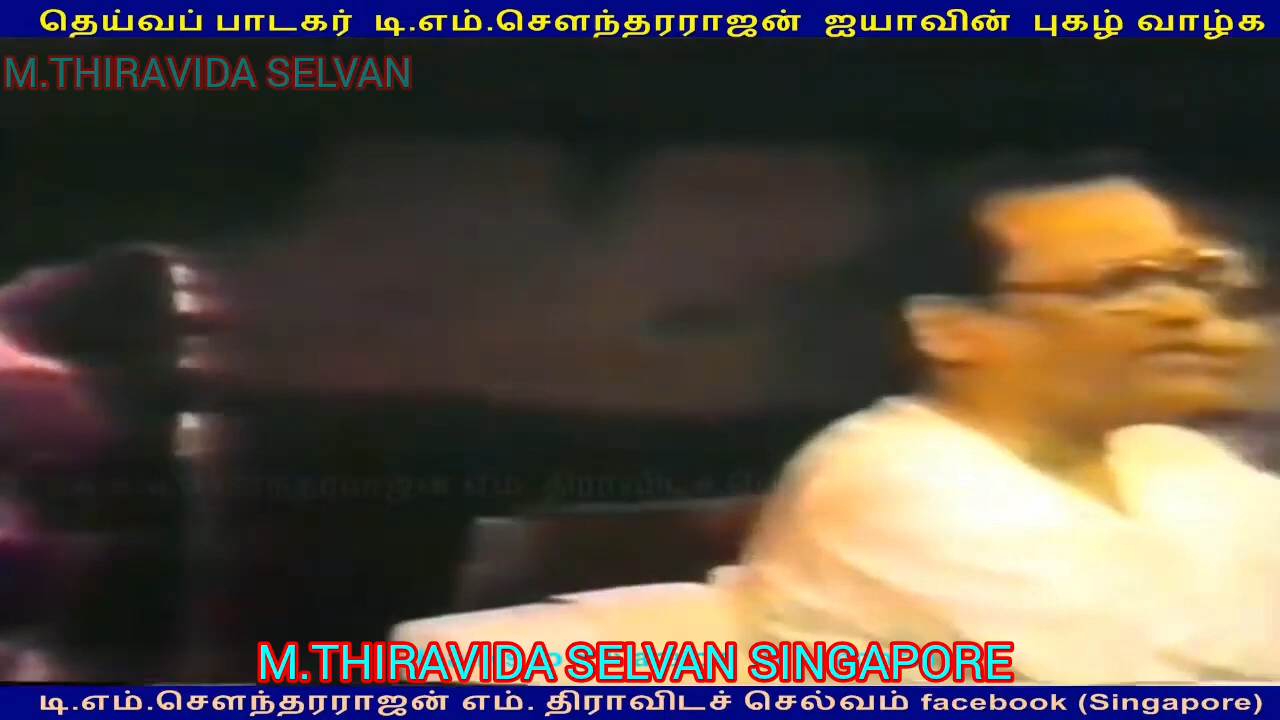 தெய்வப் பாடகர் டி.எம்.சௌந்தரராஜன் ஐயாவின் புகழ் வாழ்க
M.THIRAVIDA SELVAN
M.THIRAVIDA SELVAN SINGAPORE
டி.எம்.சௌந்தரராஜன் எம். திராவிடச் செல்வம் facebook (Singapore)